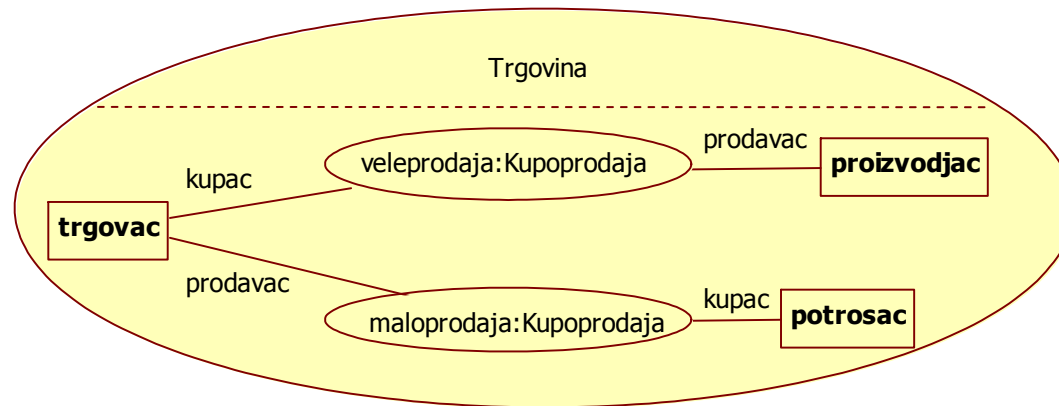 Trgovina
prodavac
veleprodaja:Kupoprodaja
proizvodjac
kupac
trgovac
prodavac
kupac
maloprodaja:Kupoprodaja
potrosac